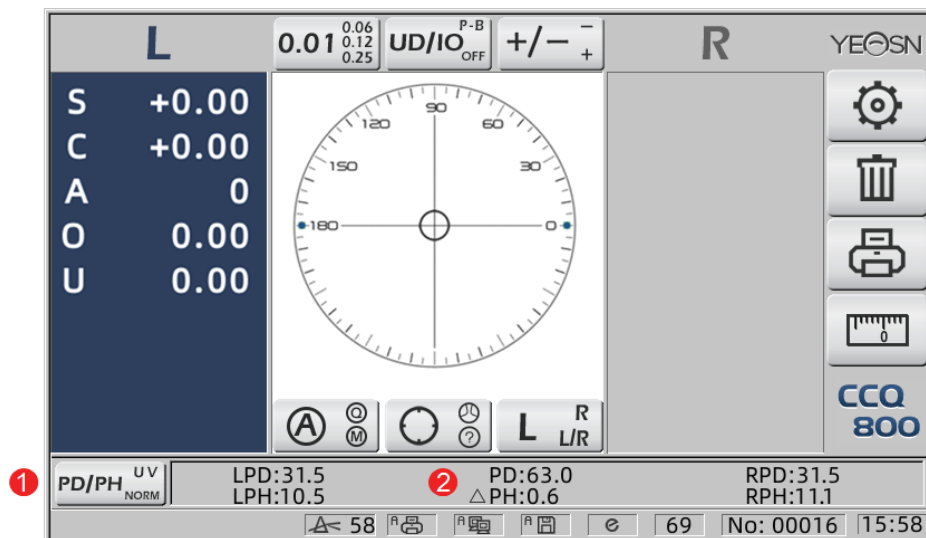 L
0.01 0.06
0.12
0.25
UD/IO P-B
OFF
+/− −
+
R
YEOSN
S +0.00
C +0.00
A 0
O 0.00
U 0.00
90
120 60
150 30
180 0
0
A Q
M
?
L R
L/R
CCQ
800
1
PD/PH UV
NORM
LPD:31.5 2 PD:63.0 RPD:31.5
LPH:10.5 △PH:0.6 RPH:11.1
A 58 A A A e 69 No: 00016 15:58